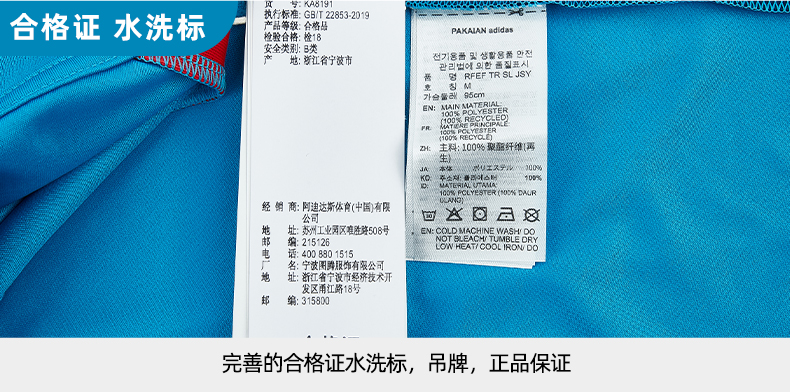 合格证 水洗标
货 号: KA8191
执行标准: GB/T 22853-2019
产品等级: 合格品
检验合格: 检18
安全类别: B类
产 地: 浙江省宁波市
经 销 商: 阿迪达斯体育(中国)有限
公司
地 址: 苏州工业园区唯胜路508号
邮 编: 215126
电 话: 400 880 1515
厂 名: 宁波图腾服饰有限公司
地 址: 浙江省宁波市经济技术开
发区甬江路18号
邮 编: 315800
PAKAIAN adidas
전기용품 및 생활용품 안전
관리법에 의한 품질표시
품 명: RFEF TR SL JSY
호 칭: M
가슴둘레: 95cm
EN: MAIN MATERIAL:
100% POLYESTER
(100% RECYCLED)
FR: MATIERE PRINCIPALE:
100% POLYESTER
(100% RECYCLÉ)
ZH: 主料: 100% 聚酯纤维(再
生)
JA: 本体 ポリエステル 100%
KO: 주소재: 폴리에스터 100%
ID: MATERIAL UTAMA:
100% POLYESTER (100% DAUR
ULANG)
EN: COLD MACHINE WASH/ DO
NOT BLEACH/ TUMBLE DRY
LOW HEAT/ COOL IRON/ DO
完善的合格证水洗标，吊牌，正品保证